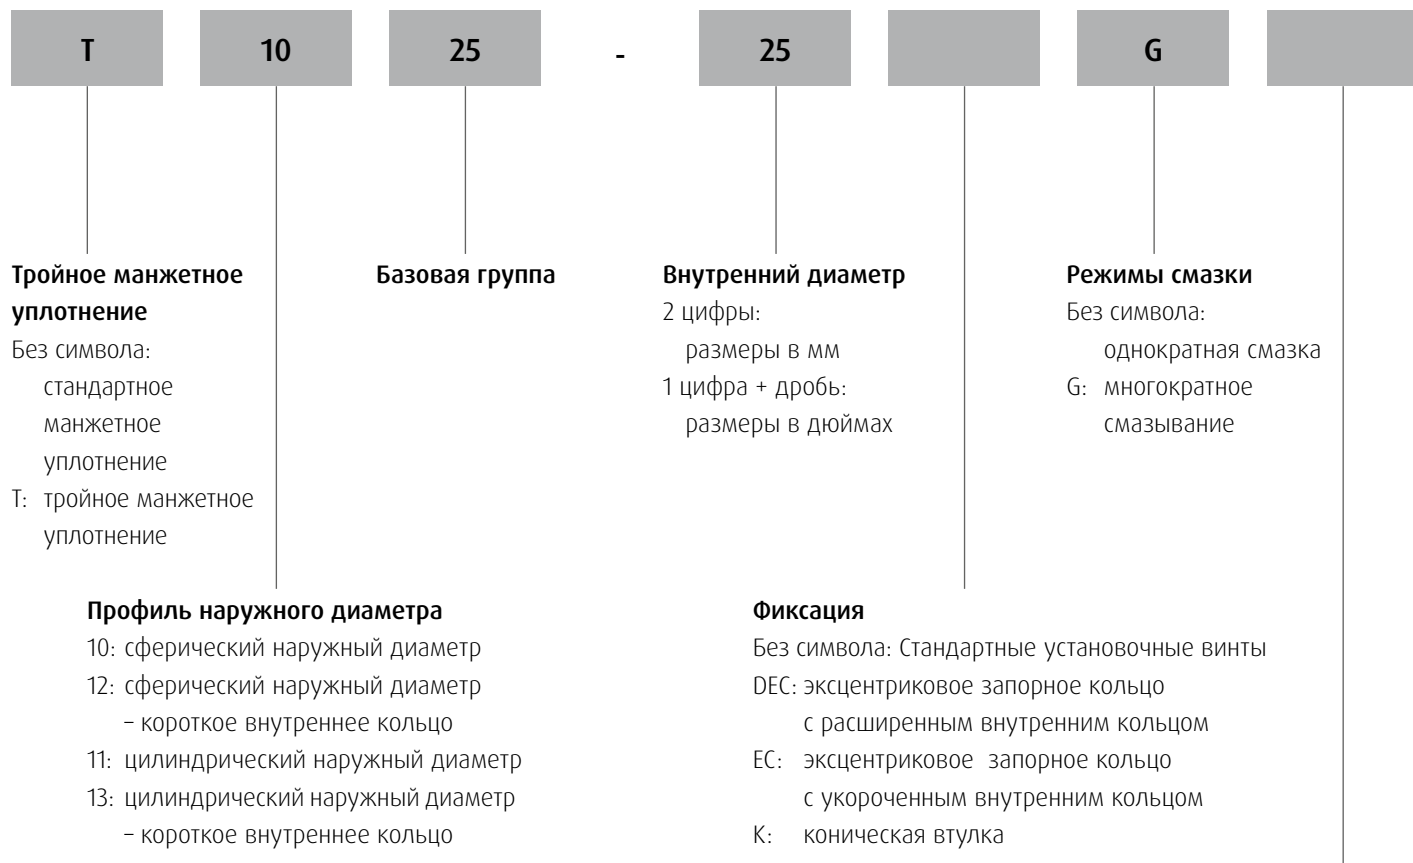 T 10 25 - 25 G
Тройное манжетное
уплотнение
Без символа:
стандартное
манжетное
уплотнение
T: тройное манжетное
уплотнение
Базовая группа
Внутренний диаметр
2 цифры:
размеры в мм
1 цифра + дробь:
размеры в дюймах
Режимы смазки
Без символа:
однократная смазка
G: многократное
смазывание
Профиль наружного диаметра
10: сферический наружный диаметр
12: сферический наружный диаметр
– короткое внутреннее кольцо
11: цилиндрический наружный диаметр
13: цилиндрический наружный диаметр
– короткое внутреннее кольцо
Фиксация
Без символа: Стандартные установочные винты
DEC: эксцентриковое запорное кольцо
с расширенным внутренним кольцом
EC: эксцентриковое запорное кольцо
с укороченным внутренним кольцом
K: коническая втулка